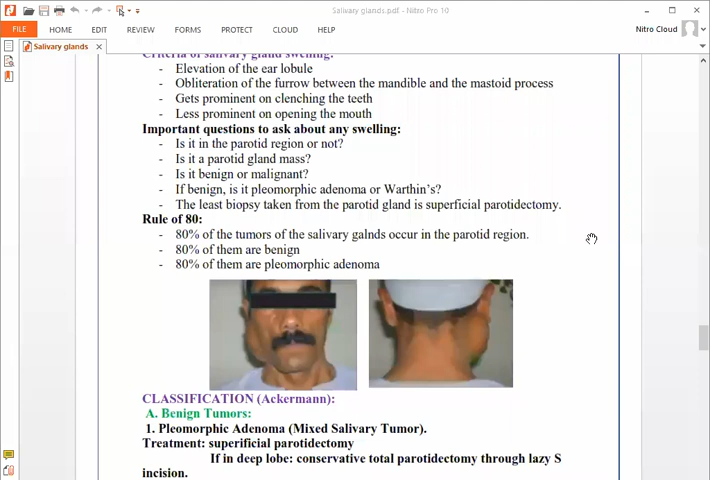 Salivary glands.pdf - Nitro Pro 10
FILE HOME EDIT REVIEW FORMS PROTECT CLOUD HELP
Nitro Cloud
Salivary glands
Criteria of salivary gland swelling:
- Elevation of the ear lobule
- Obliteration of the furrow between the mandible and the mastoid process
- Gets prominent on clenching the teeth
- Less prominent on opening the mouth
Important questions to ask about any swelling:
- Is it in the parotid region or not?
- Is it a parotid gland mass?
- Is it benign or malignant?
- If benign, is it pleomorphic adenoma or Warthin's?
- The least biopsy taken from the parotid gland is superficial parotidectomy.
Rule of 80:
- 80% of the tumors of the salivary galnds occur in the parotid region.
- 80% of them are benign
- 80% of them are pleomorphic adenoma
CLASSIFICATION (Ackermann):
A. Benign Tumors:
1. Pleomorphic Adenoma (Mixed Salivary Tumor).
Treatment: superficial parotidectomy
If in deep lobe: conservative total parotidectomy through lazy S
incision.